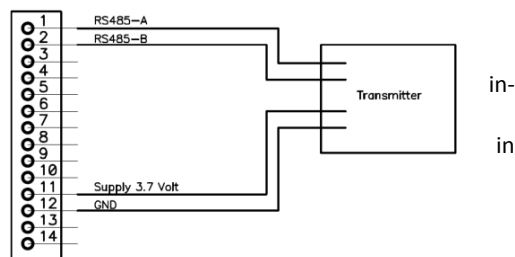 1 RS485-A
2 RS485-B
3
4
5
6
7
8
9
10
11 Supply 3.7 Volt
12 GND
13
14
Transmitter
in-
in